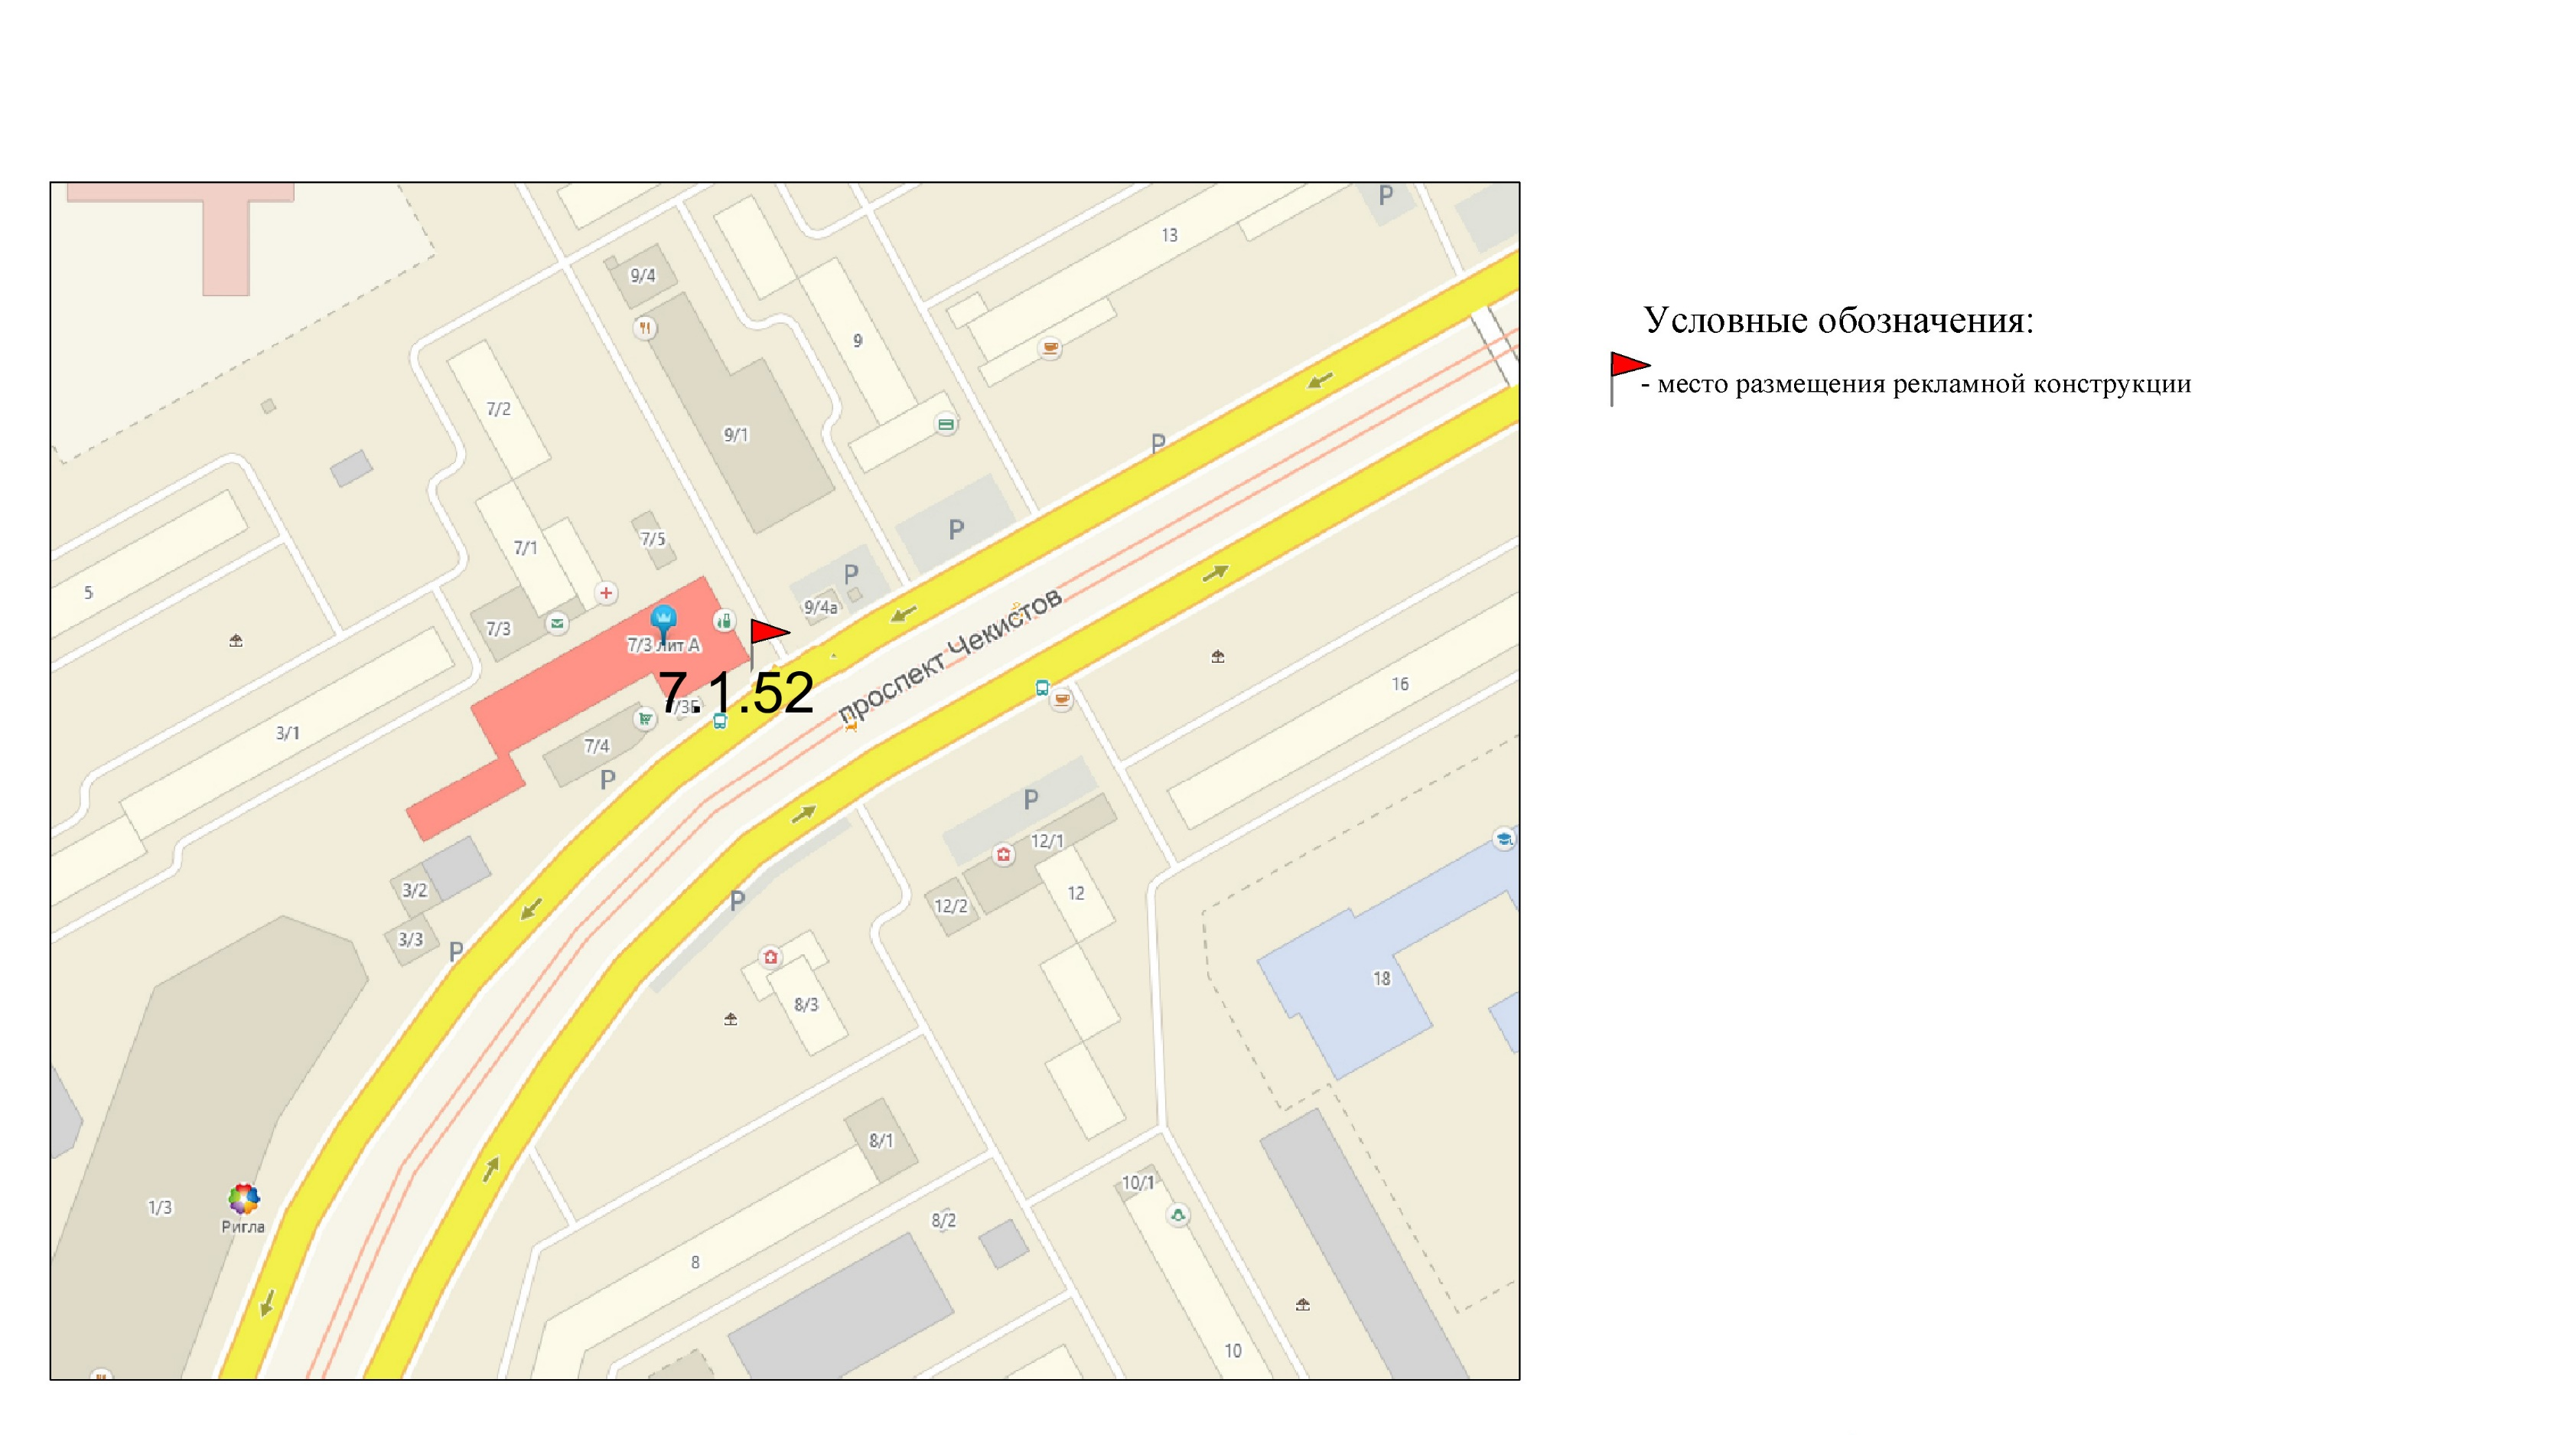 P
13
9/4
9
7/2
9/1
P
P
7/1
7/5
P
5
9/4а
7/3
7/3 лит А
проспект Чекистов
16
7.1.52
3/1
7/4
P
P
12/1
3/2
P
12
12/2
3/3
P
18
8/3
8/1
10/1
1/3
8/2
Ригла
8
10
Условные обозначения:
- место размещения рекламной конструкции